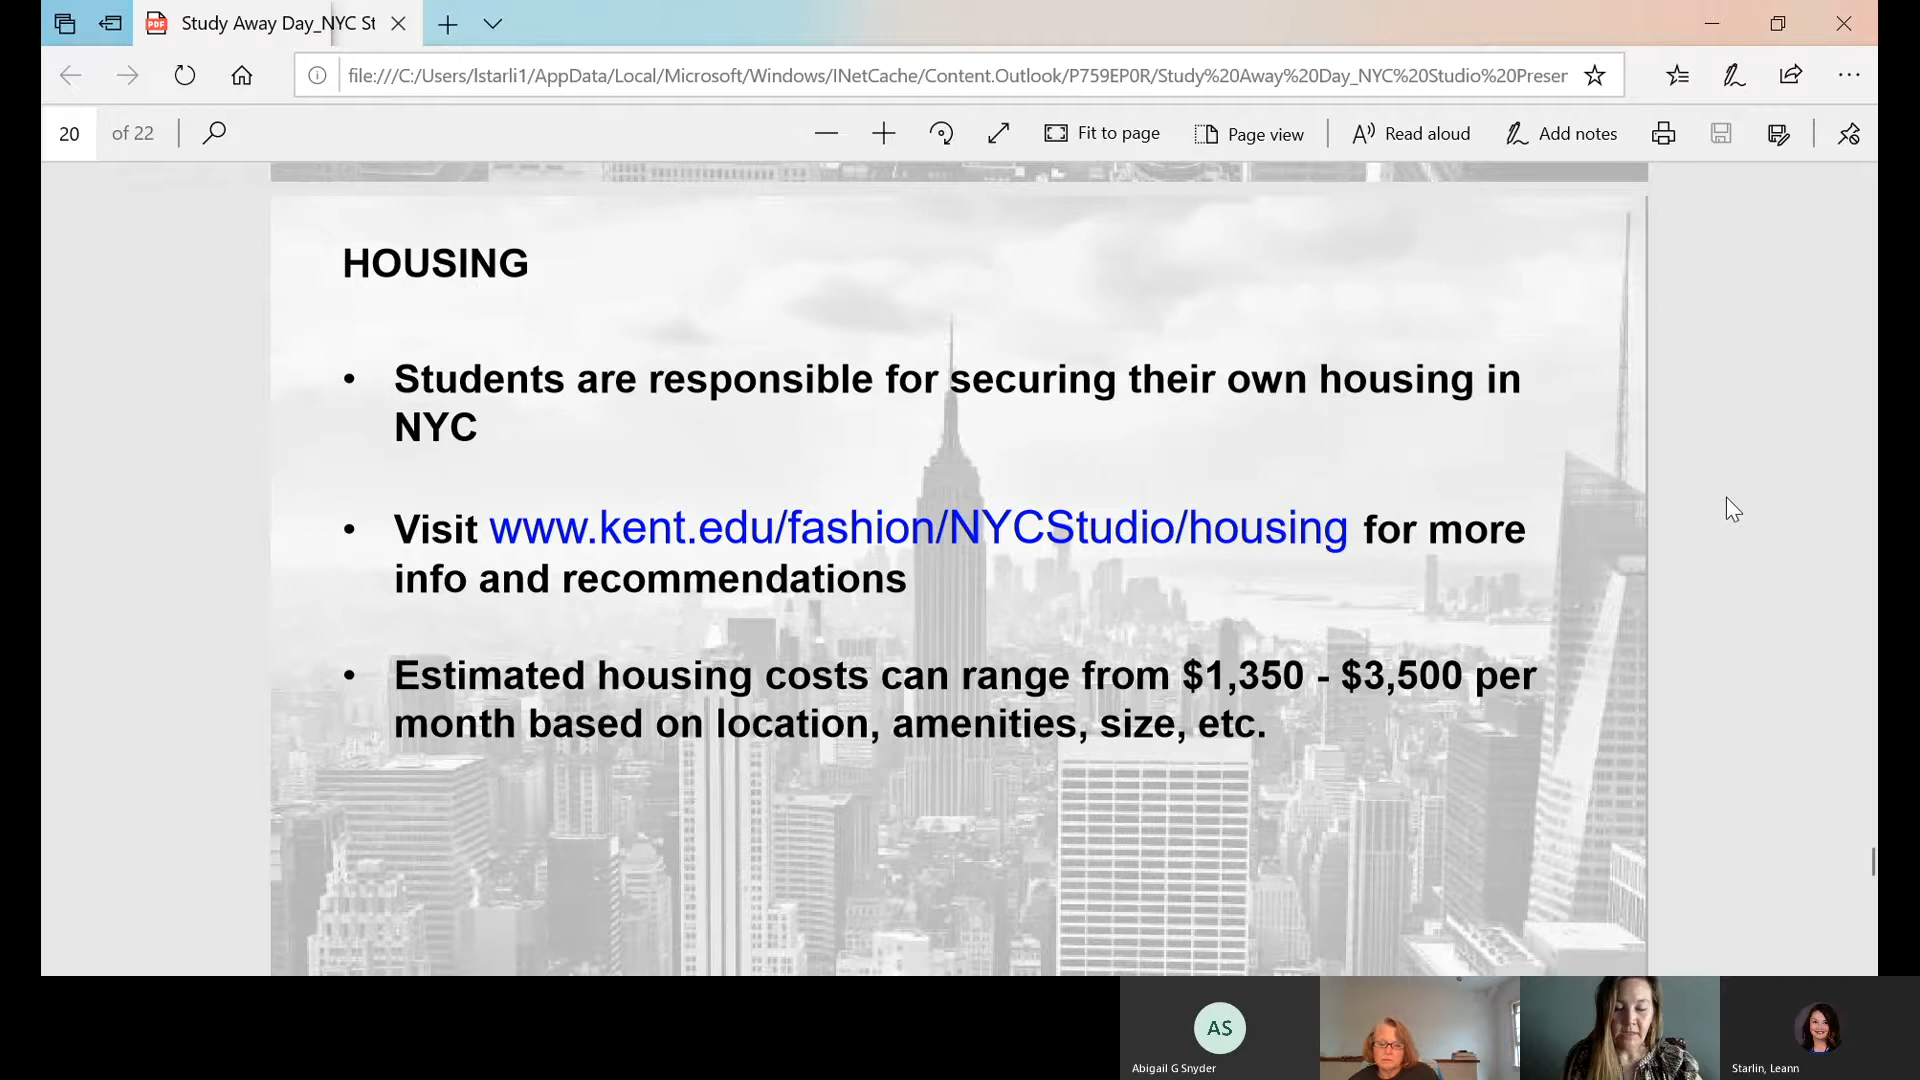 Study Away Day_NYC St
file:///C:/Users/lstarli1/AppData/Local/Microsoft/Windows/INetCache/Content.Outlook/P759EP0R/Study%20Away%20Day_NYC%20Studio%20Preser
20 of 22
Fit to page
Page view
Read aloud
Add notes
HOUSING
• Students are responsible for securing their own housing in
NYC
• Visit www.kent.edu/fashion/NYCStudio/housing for more
info and recommendations
• Estimated housing costs can range from $1,350 - $3,500 per
month based on location, amenities, size, etc.
AS
Abigail G Snyder
Starlin, Leann